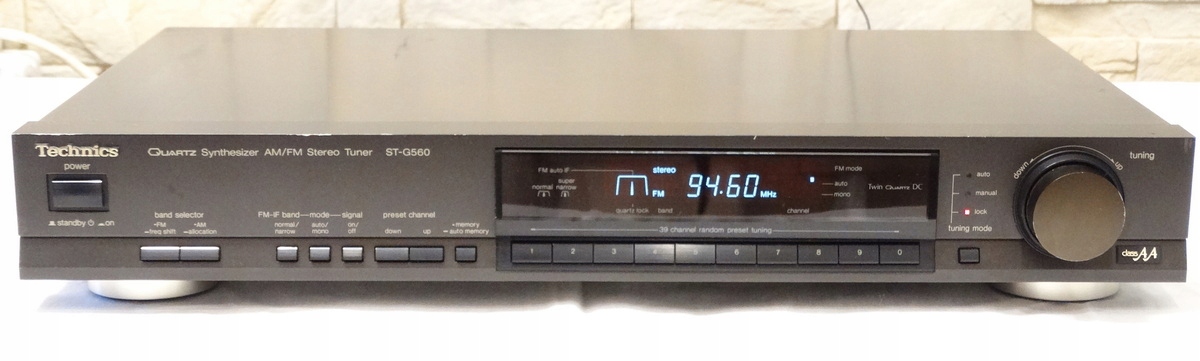 Technics
QUARTZ Synthesizer AM/FM Stereo Tuner ST-G560
power
standby on
band selector
-FM -AM
-freq shift -allocation
FM-IF band mode signal
normal/ auto/ on/
narrow mono off
preset channel
down up
-memory
-auto memory
FM auto IF
super
normal narrow
stereo
FM 94.60 MHz
quartz lock band
channel
FM mode
auto
mono
Twin Quartz DC
39 channel random preset tuning
1 2 3 4 5 6 7 8 9 0
auto
manual
lock
tuning mode
down up
tuning
class AA